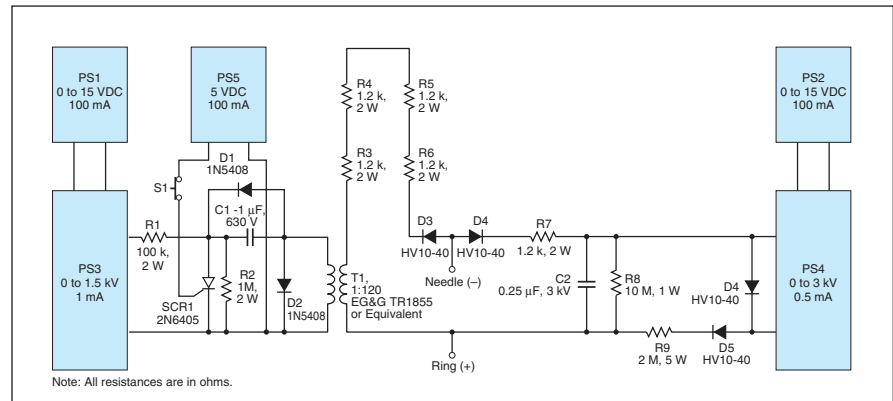 PS1
0 to 15 VDC
100 mA
PS5
5 VDC
100 mA
PS2
0 to 15 VDC
100 mA
R4
1.2 k,
2 W
R5
1.2 k,
2 W
R3
1.2 k,
2 W
R6
1.2 k,
2 W
D1
1N5408
S1
C1 -1 µF,
630 V
R1
100 k,
2 W
PS3
0 to 1.5 kV
1 mA
SCR1
2N6405
R2
1M,
2 W
D2
1N5408
T1,
1:120
EG&G TR1855
or Equivalent
D3
HV10-40
D4
HV10-40
Needle (–)
R7
1.2 k, 2 W
C2
0.25 µF, 3 kV
R8
10 M, 1 W
D4
HV10-40
PS4
0 to 3 kV
0.5 mA
Ring (+)
R9
2 M, 5 W
D5
HV10-40
Note: All resistances are in ohms.